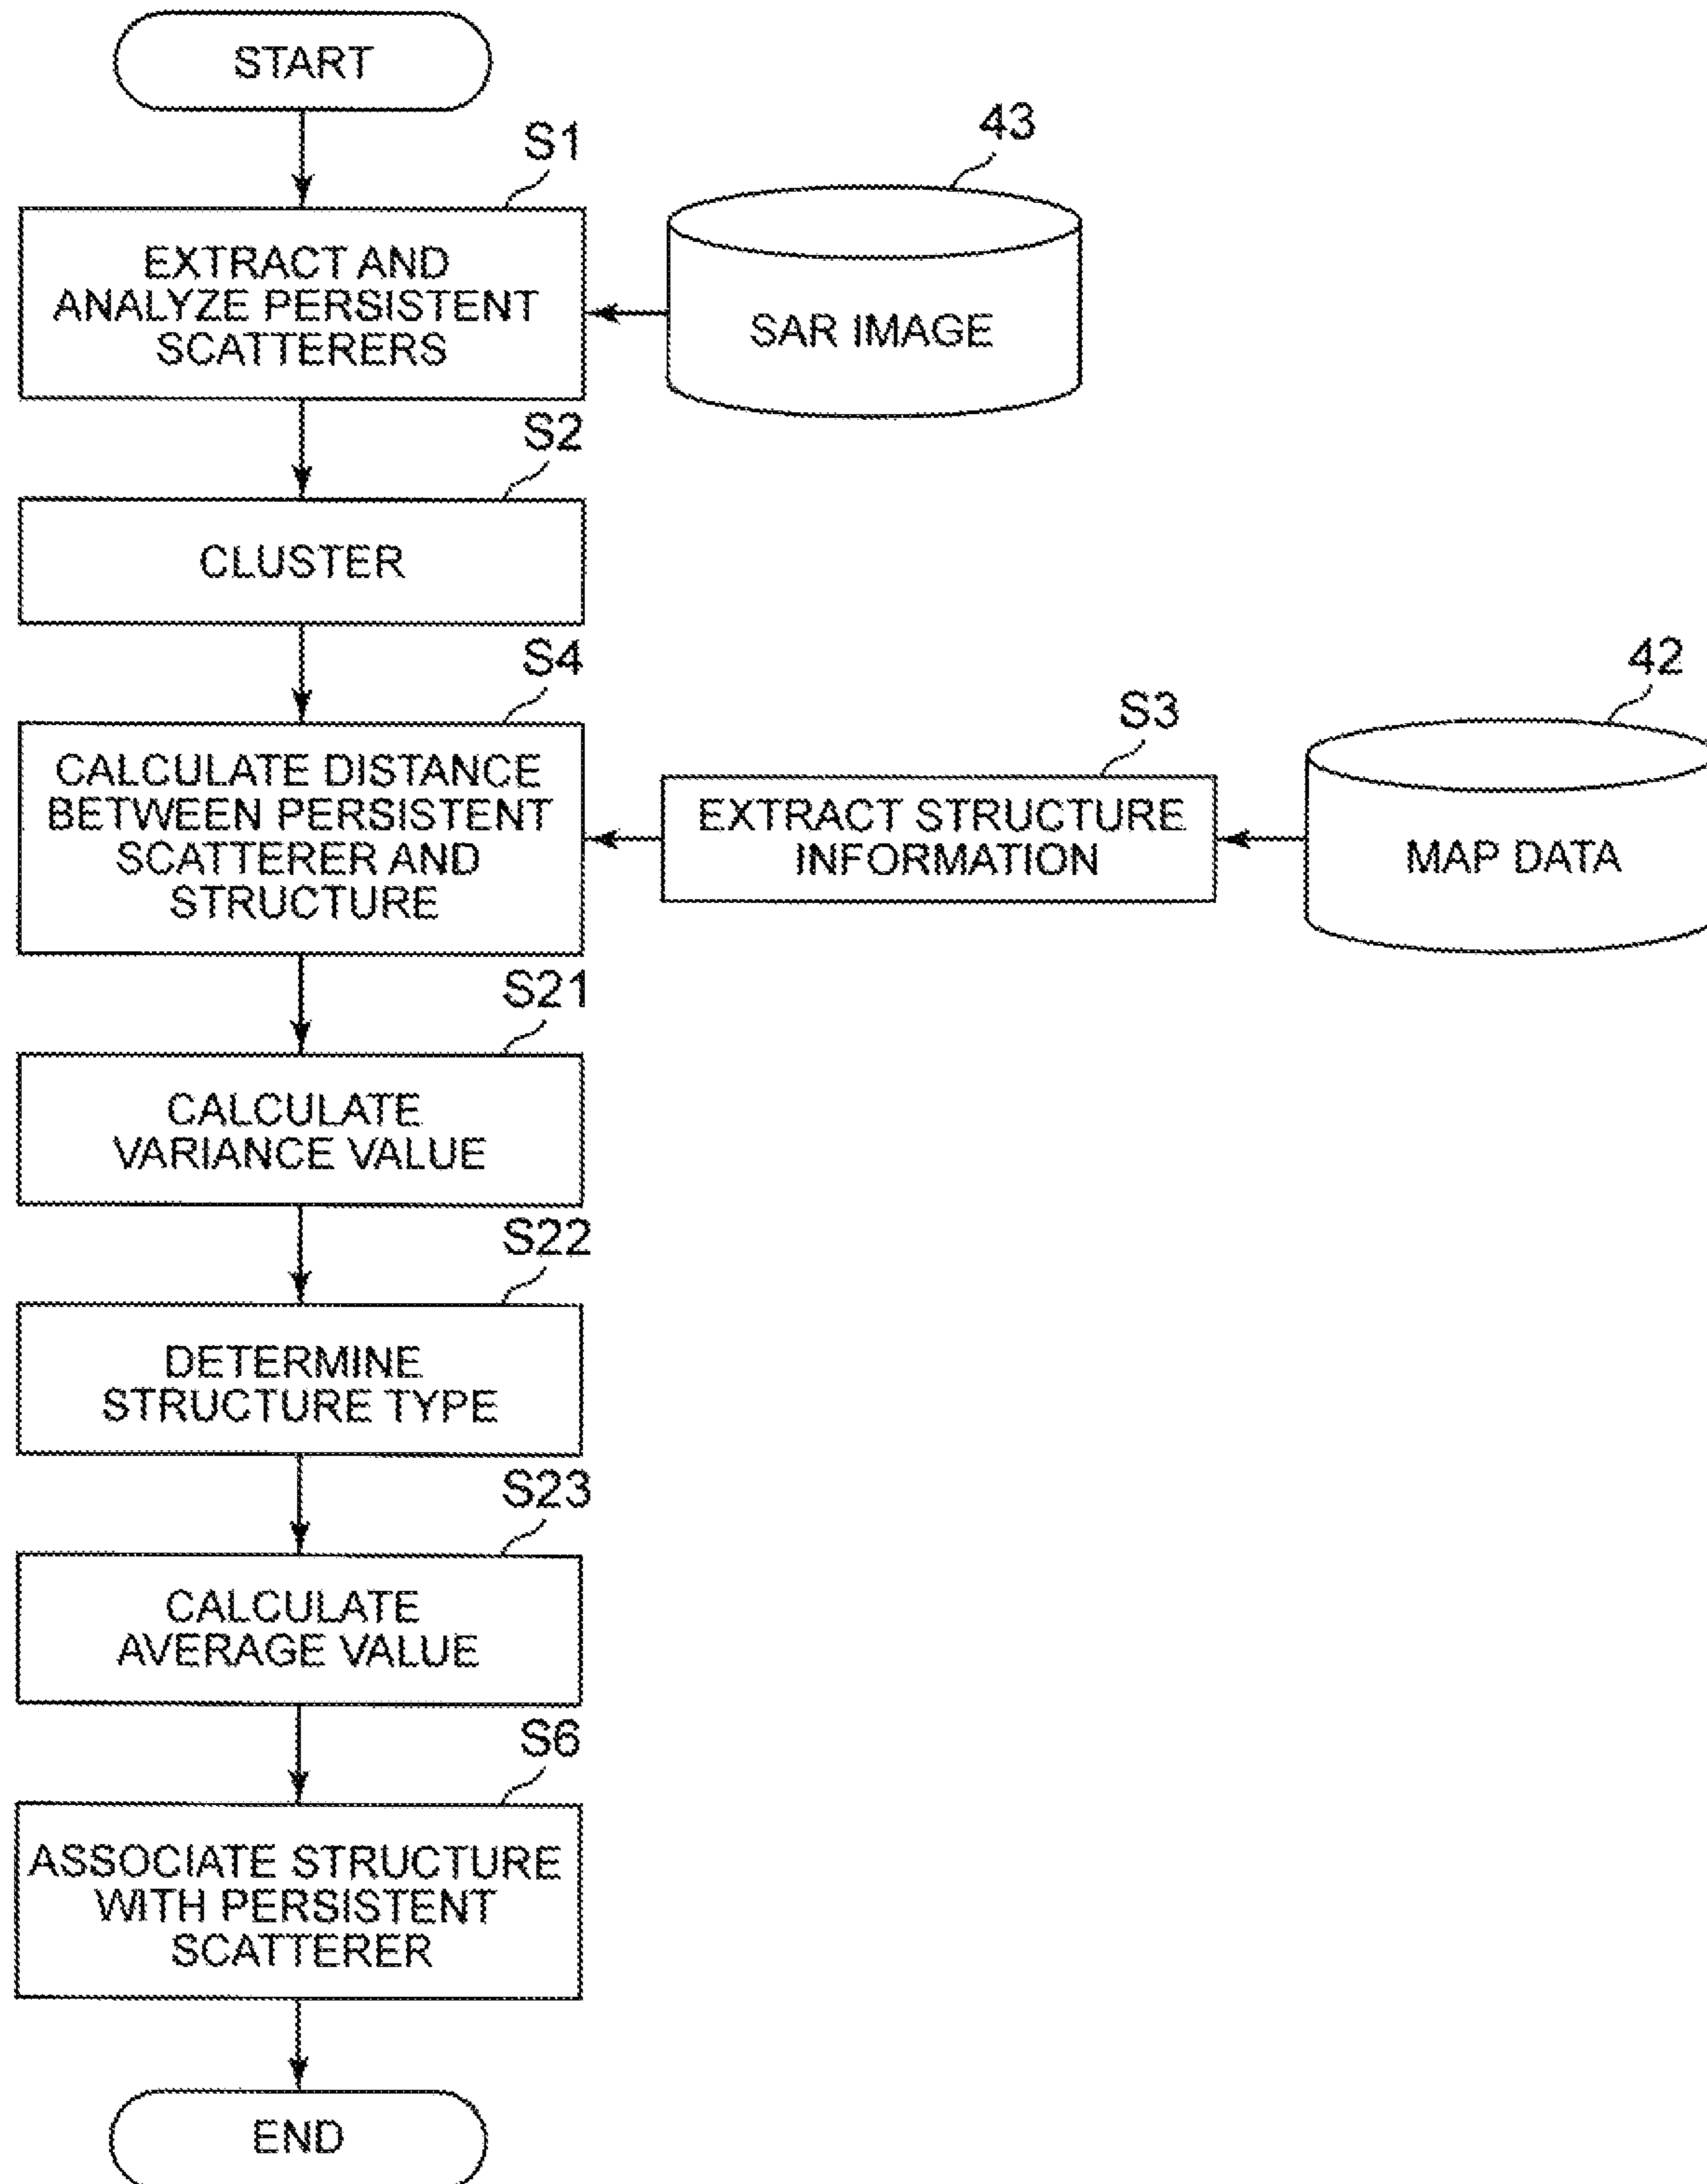 START
S1
43
EXTRACT AND
ANALYZE PERSISTENT
SCATTERERS
SAR IMAGE
S2
CLUSTER
S4
S3
42
CALCULATE DISTANCE
BETWEEN PERSISTENT
SCATTERER AND
STRUCTURE
EXTRACT STRUCTURE
INFORMATION
MAP DATA
S21
CALCULATE
VARIANCE VALUE
S22
DETERMINE
STRUCTURE TYPE
S23
CALCULATE
AVERAGE VALUE
S6
ASSOCIATE STRUCTURE
WITH PERSISTENT
SCATTERER
END